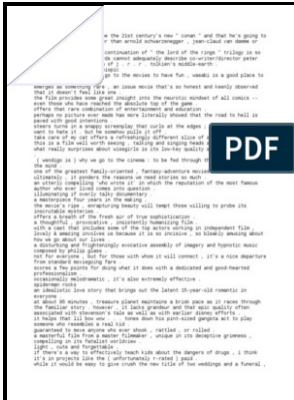 e the 21st century's new " conan " and that he's going to
r than arnold schwarzenegger , jean-claud van damme or
continuation of " the lord of the rings " trilogy is so
ds cannot adequately describe co-writer/director peter
of j . r . r . tolkien's middle-earth .
go to the movies to have fun , wasabi is a good place to
emerges as something rare , an issue movie that's so honest and keenly observed
that it doesn't feel like one .
the film provides some great insight into the neurotic mindset of all comics --
even those who have reached the absolute top of the game .
offers that rare combination of entertainment and education .
perhaps no picture ever made has more literally showed that the road to hell is
paved with good intentions .
steers turns in a snappy screenplay that curls at the edges ;
want to hate it . but he somehow pulls it off .
take care of my cat offers a refreshingly different slice of a
this is a film well worth seeing , talking and singing heads a
what really surprises about wisegirls is its low-key quality a
( wendigo is ) why we go to the cinema : to be fed through th
the mind .
one of the greatest family-oriented , fantasy-adventure movies
ultimately , it ponders the reasons we need stories so much .
an utterly compelling 'who wrote it' in which the reputation of the most famous
author who ever lived comes into question .
illuminating if overly talky documentary .
a masterpiece four years in the making .
the movie's ripe , enrapturing beauty will tempt those willing to probe its
inscrutable mysteries .
offers a breath of the fresh air of true sophistication .
a thoughtful , provocative , insistently humanizing film .
with a cast that includes some of the top actors working in independent film ,
lovely & amazing involves us because it is so incisive , so bleakly amusing about
how we go about our lives .
a disturbing and frighteningly evocative assembly of imagery and hypnotic music
composed by philip glass .
not for everyone , but for those with whom it will connect , it's a nice departure
from standard moviegoing fare .
scores a few points for doing what it does with a dedicated and good-hearted
professionalism .
occasionally melodramatic , it's also extremely effective .
spiderman rocks
an idealistic love story that brings out the latent 15-year-old romantic in
everyone .
at about 95 minutes , treasure planet maintains a brisk pace as it races through
the familiar story . however , it lacks grandeur and that epic quality often
associated with stevenson's tale as well as with earlier disney efforts .
it helps that lil bow wow . . . tones down his pint-sized gangsta act to play
someone who resembles a real kid .
guaranteed to move anyone who ever shook , rattled , or rolled .
a masterful film from a master filmmaker , unique in its deceptive grimness ,
compelling in its fatalist worldview .
light , cute and forgettable .
if there's a way to effectively teach kids about the dangers of drugs , i think
it's in projects like the ( unfortunately r-rated ) paid .
while it would be easy to give crush the new title of two weddings and a funeral ,
PDF